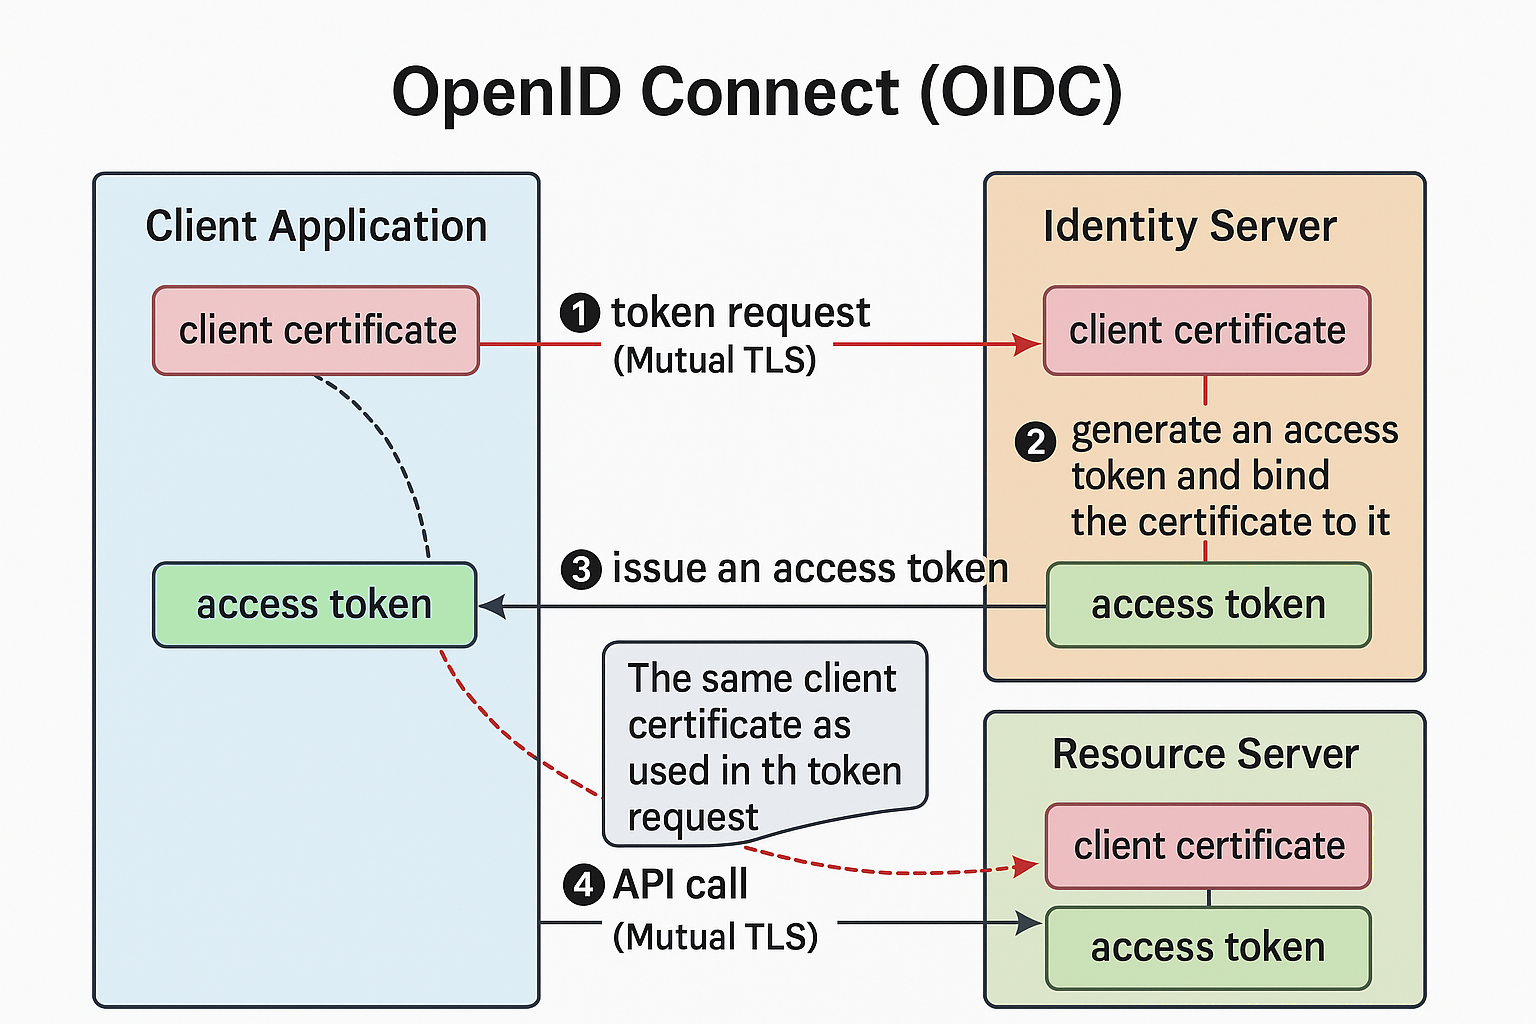 OpenID Connect (OIDC)
Client Application
client certificate
access token
1 token request
(Mutual TLS)
Identity Server
client certificate
2 generate an access
token and bind
the certificate to it
access token
3 issue an access token
The same client
certificate as
used in th token
request
4 API call
(Mutual TLS)
Resource Server
client certificate
access token